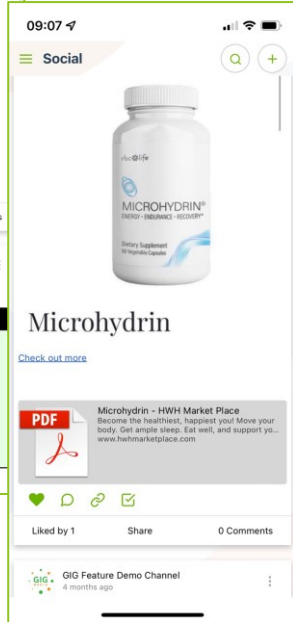 09:07
Social
MICROHYDRIN®
ENERGY - ENDURANCE - RECOVERY
Dietary Supplement
Vegetable Capsules
Microhydrin
Check out more
PDF
Microhydrin - HWH Market Place
Become the healthiest, happiest you! Move your
body. Get ample sleep. Eat well, and support yo...
www.hwhmarketplace.com
Liked by 1
Share
0 Comments
GIG
GIG Feature Demo Channel
4 months ago